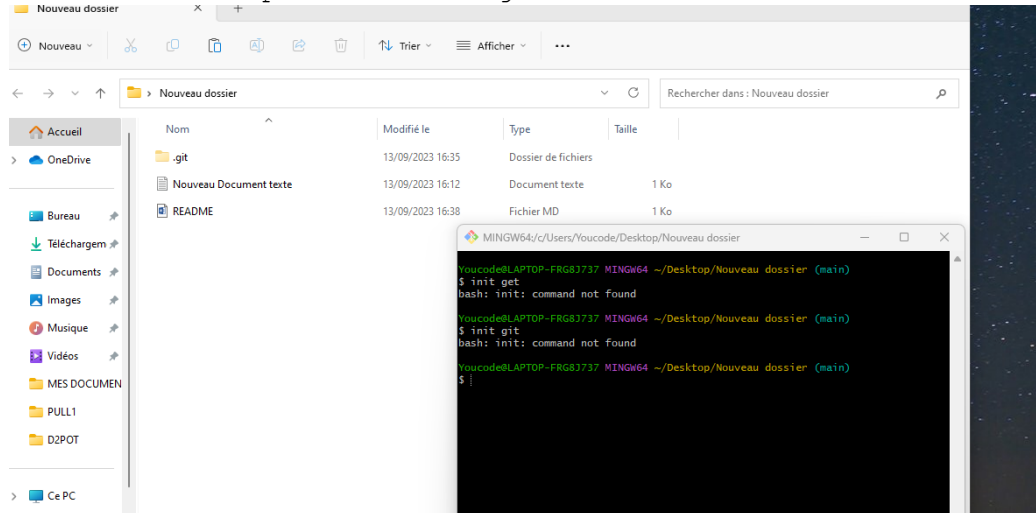 Nouveau dossier
Nouveau
Trier
Afficher
Nouveau dossier
Rechercher dans : Nouveau dossier
Accueil
OneDrive
Bureau
Téléchargem
Documents
Images
Musique
Vidéos
MES DOCUMEN
PULL1
D2POT
Ce PC
Nom Modifié le Type Taille
.git 13/09/2023 16:35 Dossier de fichiers
Nouveau Document texte 13/09/2023 16:12 Document texte 1 Ko
README 13/09/2023 16:38 Fichier MD 1 Ko
MINGW64:/c/Users/Youcode/Desktop/Nouveau dossier
Youcode@LAPTOP-FRG8J737 MINGW64 ~/Desktop/Nouveau dossier (main)
$ init get
bash: init: command not found
Youcode@LAPTOP-FRG8J737 MINGW64 ~/Desktop/Nouveau dossier (main)
$ init git
bash: init: command not found
Youcode@LAPTOP-FRG8J737 MINGW64 ~/Desktop/Nouveau dossier (main)
$